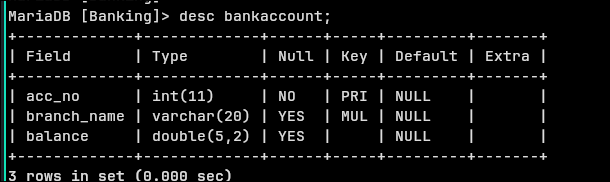 MariaDB [Banking]> desc bankaccount;
+-------------+-------------+------+-----+---------+-------+
| Field       | Type        | Null | Key | Default | Extra |
+-------------+-------------+------+-----+---------+-------+
| acc_no      | int(11)     | NO   | PRI | NULL    |       |
| branch_name | varchar(20) | YES  | MUL | NULL    |       |
| balance     | double(5,2) | YES  |     | NULL    |       |
+-------------+-------------+------+-----+---------+-------+
3 rows in set (0.000 sec)